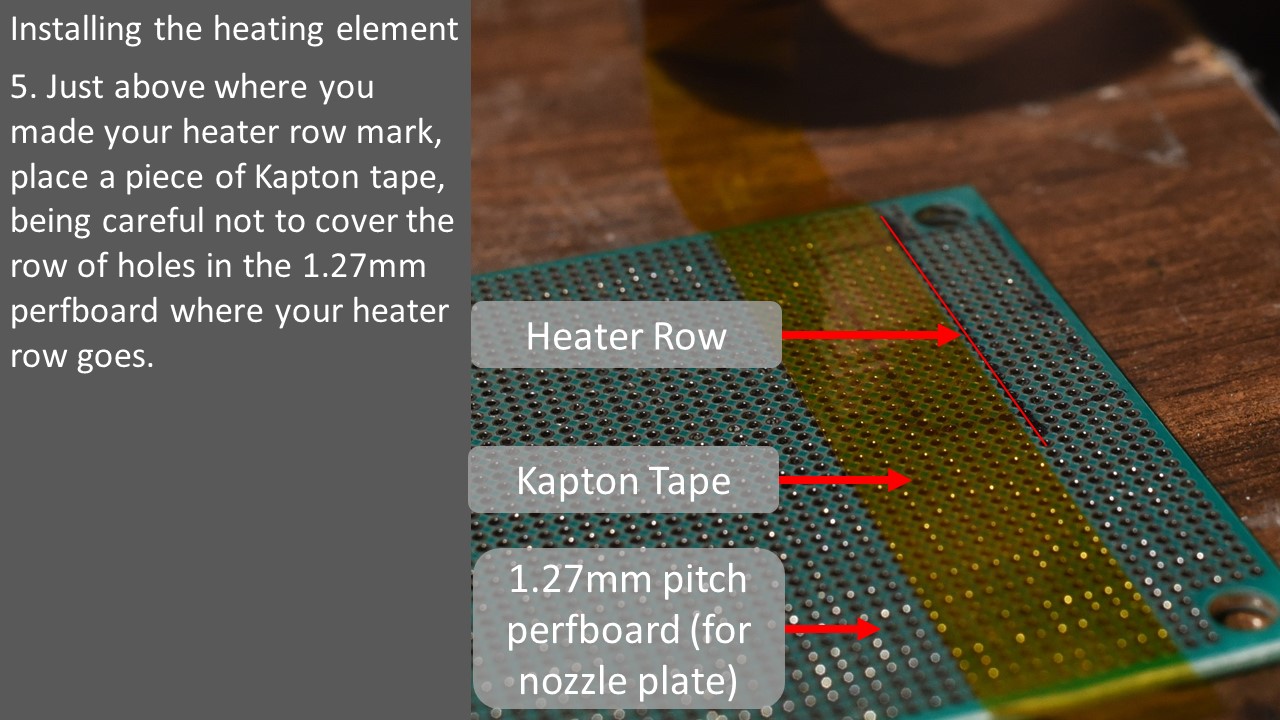 Installing the heating element
5. Just above where you
made your heater row mark,
place a piece of Kapton tape,
being careful not to cover the
row of holes in the 1.27mm
perfboard where your heater
row goes.
Heater Row
Kapton Tape
1.27mm pitch
perfboard (for
nozzle plate)